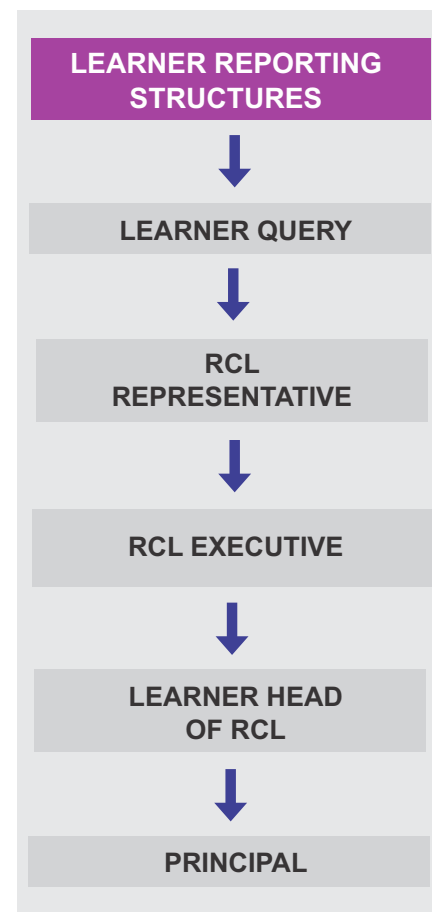 LEARNER REPORTING
STRUCTURES
LEARNER QUERY
RCL
REPRESENTATIVE
RCL EXECUTIVE
LEARNER HEAD
OF RCL
PRINCIPAL